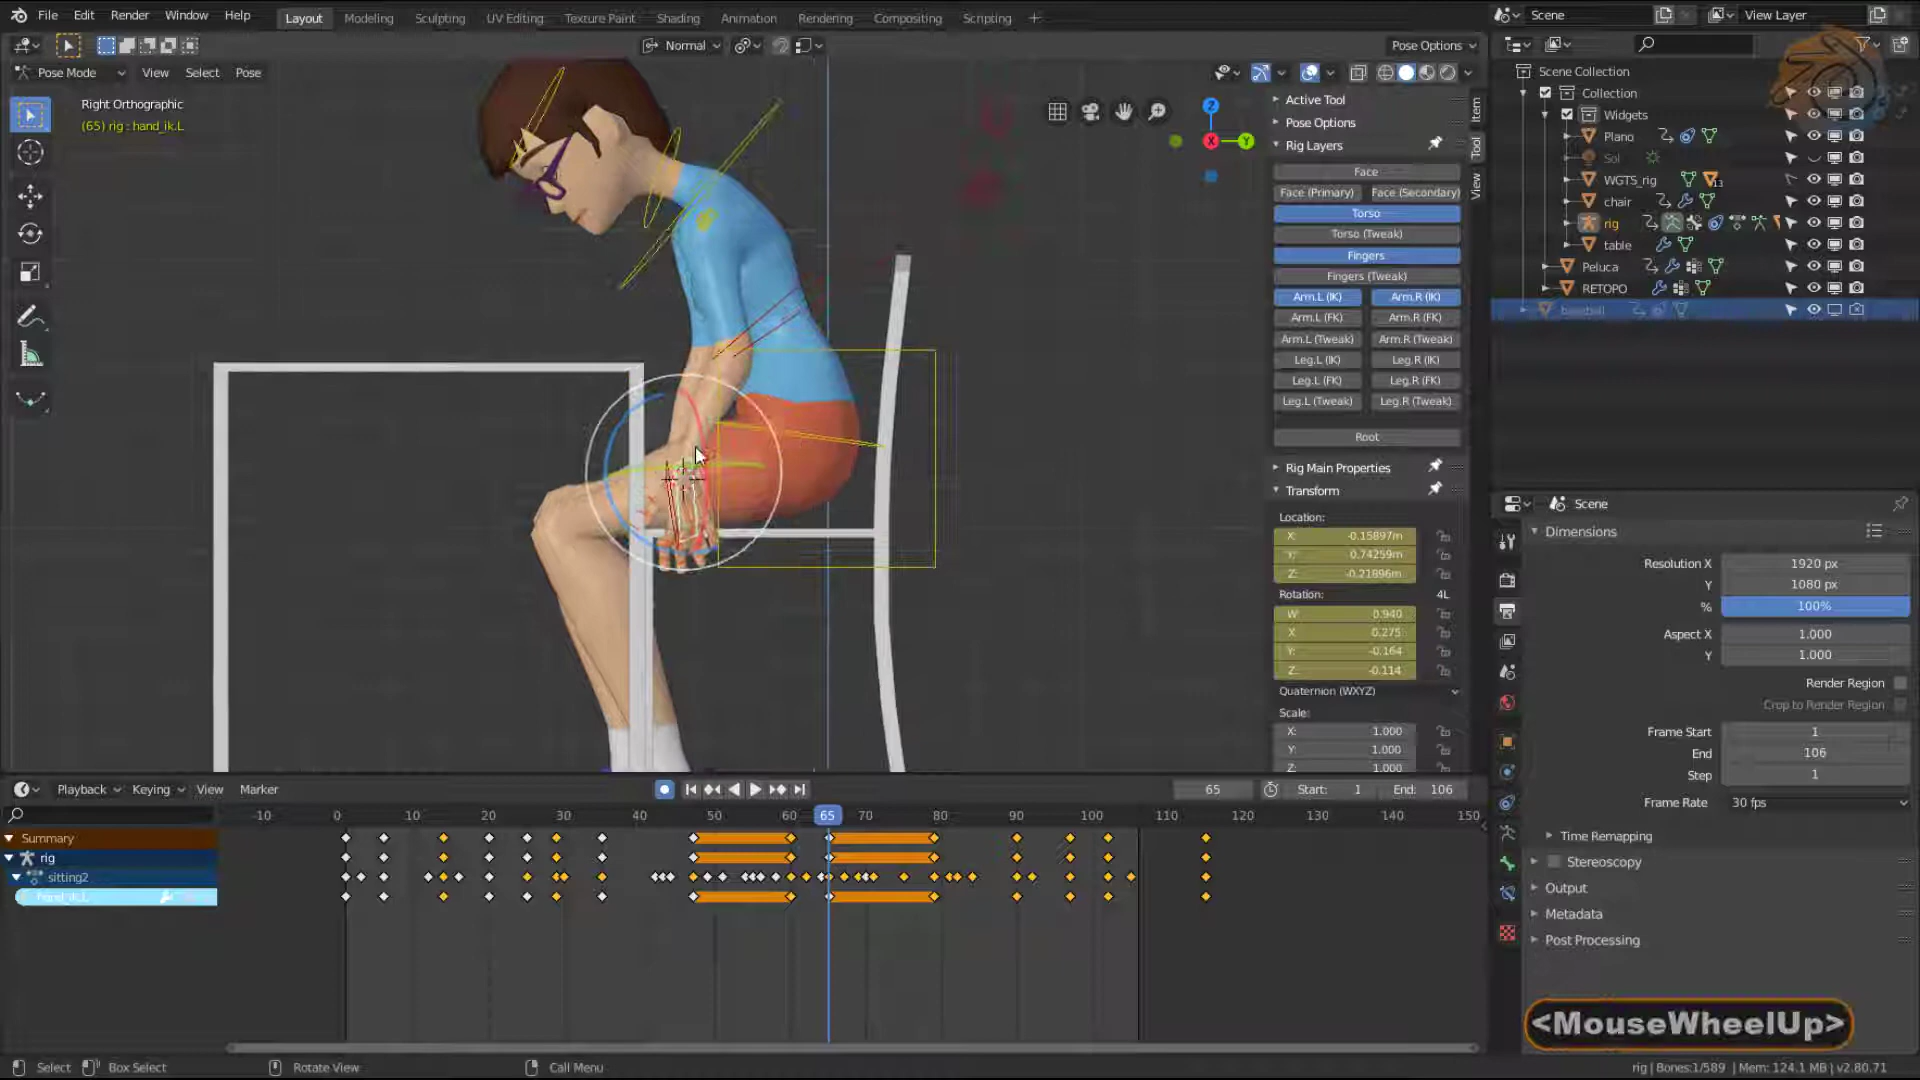 File Edit Render Window Help
Layout Modeling Sculpting UV Editing Texture Paint Shading Animation Rendering Compositing Scripting +
Scene View Layer
Normal Pose Options
Pose Mode View Select Pose
Right Orthographic
(65) rig : hand_ik.L
Z
X Y
Item
Tool
View
Active Tool
Pose Options
Rig Layers
Face
Face (Primary) Face (Secondary)
Torso
Torso (Tweak)
Fingers
Fingers (Tweak)
Arm.L (IK) Arm.R (IK)
Arm.L (FK) Arm.R (FK)
Arm.L (Tweak) Arm.R (Tweak)
Leg.L (IK) Leg.R (IK)
Leg.L (FK) Leg.R (FK)
Leg.L (Tweak) Leg.R (Tweak)
Root
Rig Main Properties
Transform
Location:
X: -0.15897m
Y: 0.74259m
Z: -0.21896m
Rotation: 4L
W: 0.940
X: 0.275
Y: -0.164
Z: -0.114
Quaternion (WXYZ)
Scale:
X: 1.000
Y: 1.000
Z: 1.000
Scene Collection
Collection
Widgets
Plano
Sol
WGTS_rig 13
chair
rig
table
Peluca
RETOPO
Scene
Dimensions
Resolution X 1920 px
Y 1080 px
% 100%
Aspect X 1.000
Y 1.000
Render Region
Crop to Render Region
Frame Start 1
End 106
Step 1
Frame Rate 30 fps
Time Remapping
Stereoscopy
Output
Metadata
Post Processing
Playback Keying View Marker
65 Start: 1 End: 106
-10 0 10 20 30 40 50 60 65 70 80 90 100 110 120 130 140 150
Summary
rig
sitting2
hand_ik.L
<MouseWheelUp>
Select Box Select Rotate View Call Menu
rig | Bones:1/589 | Mem: 124.1 MB | v2.80.71